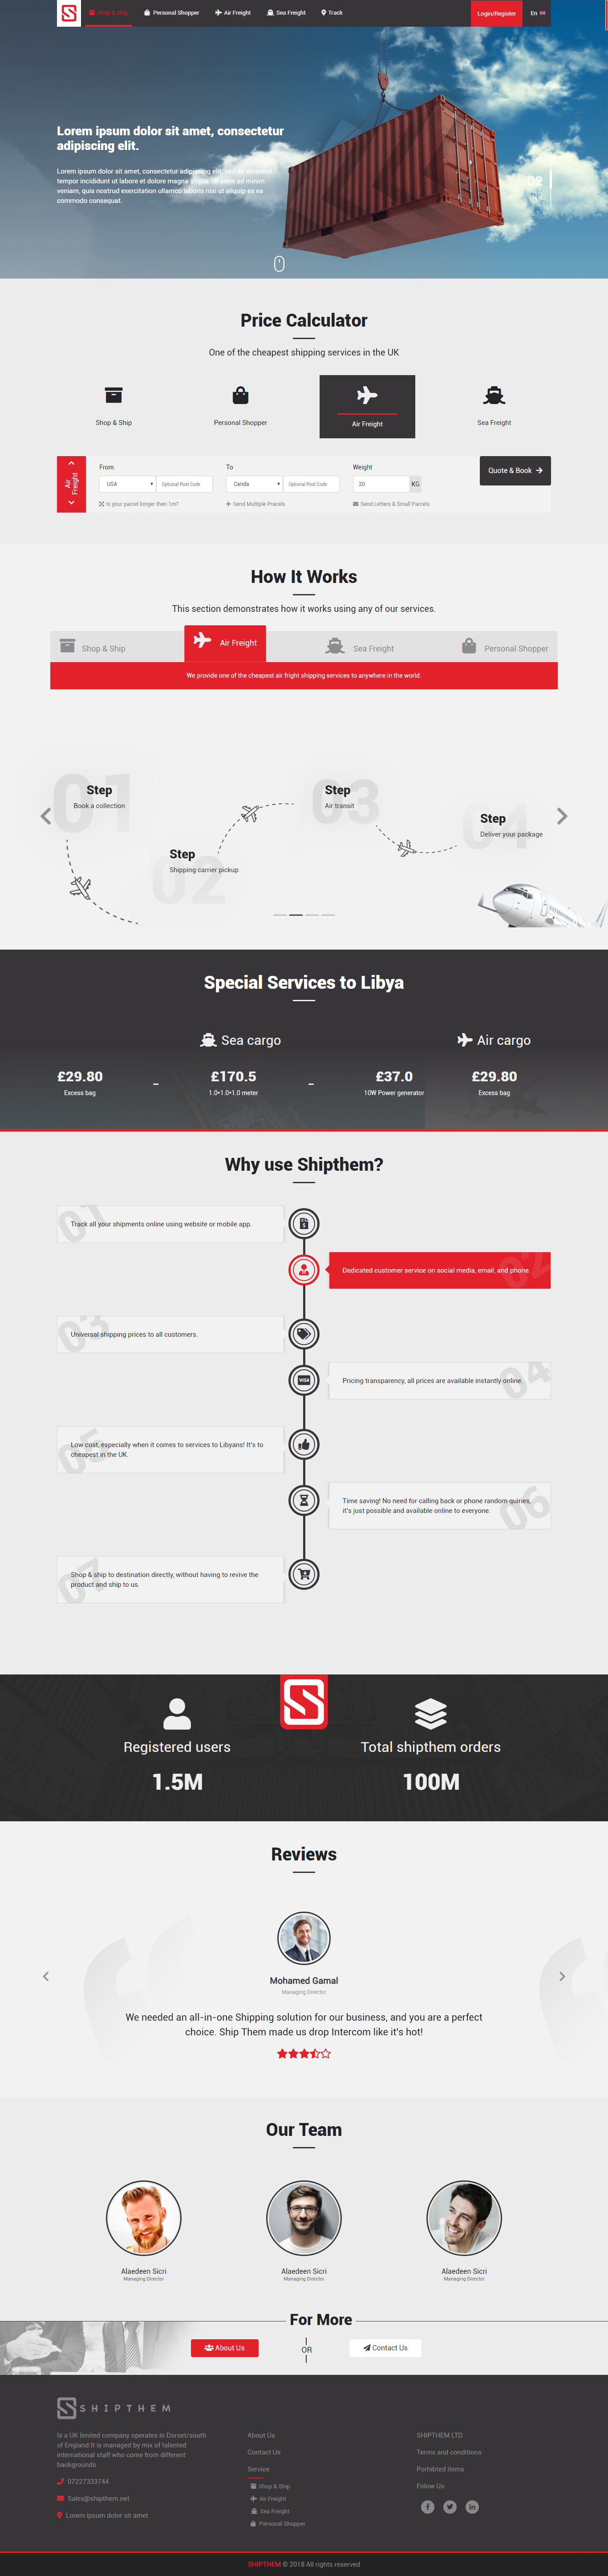 Shop & Ship Personal Shopper Air Freight Sea Freight Track Login/Register En
Lorem ipsum dolor sit amet, consectetur
adipiscing elit.
Lorem ipsum dolor sit amet, consectetur adipisicing elit, sed do eiusmod
tempor incididunt ut labore et dolore magna aliqua. Ut enim ad minim
veniam, quis nostrud exercitation ullamco laboris nisi ut aliquip ex ea
commodo consequat.
Price Calculator
One of the cheapest shipping services in the UK
Shop & Ship Personal Shopper Air Freight Sea Freight
Air Freight
From To Weight
USA Optional Post Code Canda Optional Post Code 20 KG
Quote & Book
Is your parcel longer then 1m? Send Multiple Pracels Send Letters & Small Parcels
How It Works
This section demonstrates how it works using any of our services.
Shop & Ship Air Freight Sea Freight Personal Shopper
We provide one of the cheapest air fright shipping services to anywhere in the world.
01
Step
Book a collection
02
Step
Shipping carrier pickup
03
Step
Air transit
04
Step
Deliver your package
Special Services to Libya
Sea cargo Air cargo
£29.80 - £170.5 - £37.0 £29.80
Excess bag 1.0*1.0*1.0 meter 10W Power generator Excess bag
Why use Shipthem?
01
Track all your shipments online using website or mobile app.
02
Dedicated customer service on social media, email, and phone.
03
Universal shipping prices to all customers.
04
Pricing transparency, all prices are available instantly online.
VISA
05
Low cost, especially when it comes to services to Libyans! It's to
cheapest in the UK.
06
Time saving! No need for calling back or phone random quiries,
it's just possible and available online to everyone.
07
Shop & ship to destination directly, without having to revive the
product and ship to us.
Registered users Total shipthem orders
1.5M 100M
Reviews
Mohamed Gamal
Managing Director
We needed an all-in-one Shipping solution for our business, and you are a perfect
choice. Ship Them made us drop Intercom like it's hot!
Our Team
Alaedeen Sicri Alaedeen Sicri Alaedeen Sicri
Managing Director Managing Director Managing Director
For More
About Us OR Contact Us
SHIPTHEM
Is a UK limited company operates in Dorset/south
of England.It is managed by mix of talented
international staff who come from different
backgrounds.
07227333744
Sales@shipthem.net
Lorem ipsum dolor sit amet
About Us
Contact Us
Service
Shop & Ship
Air Freight
Sea Freight
Personal Shopper
SHIPTHEM LTD
Terms and conditions
Porhibted items
Folow Us
SHIPTHEM © 2018 All rights reserved